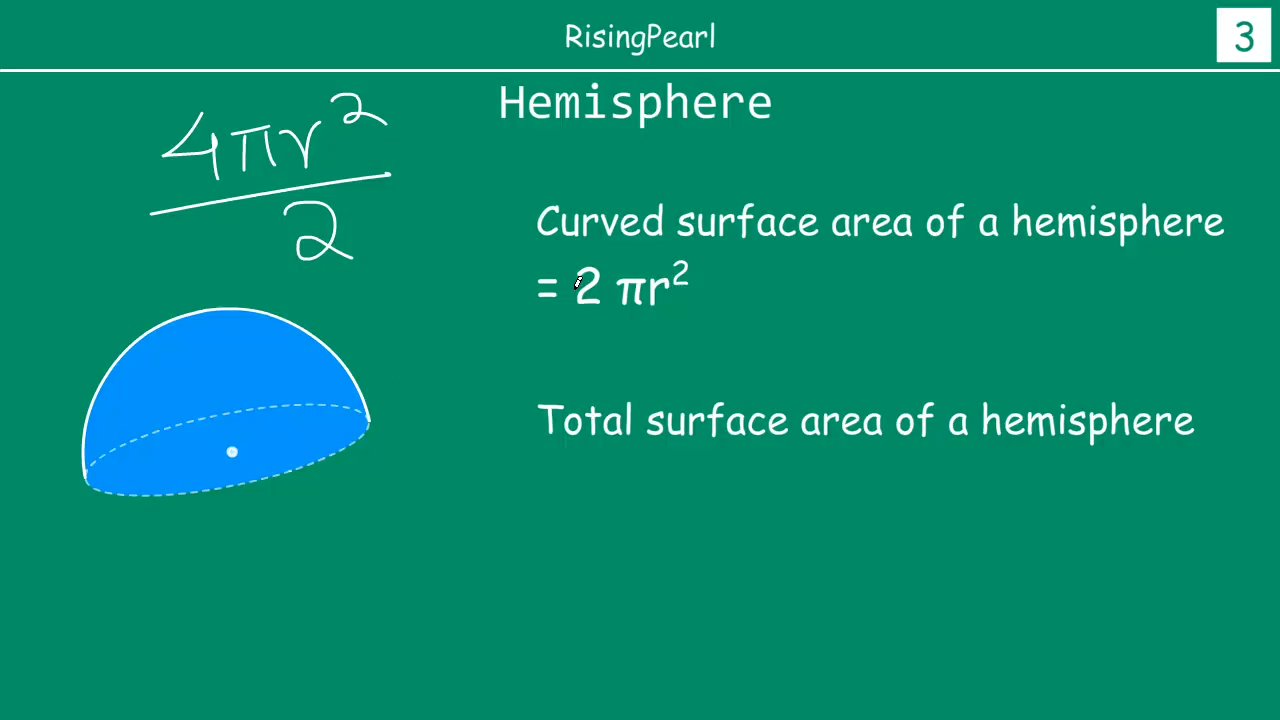 RisingPearl
3
Hemisphere
4πr²
2
Curved surface area of a hemisphere
= 2 πr²
Total surface area of a hemisphere